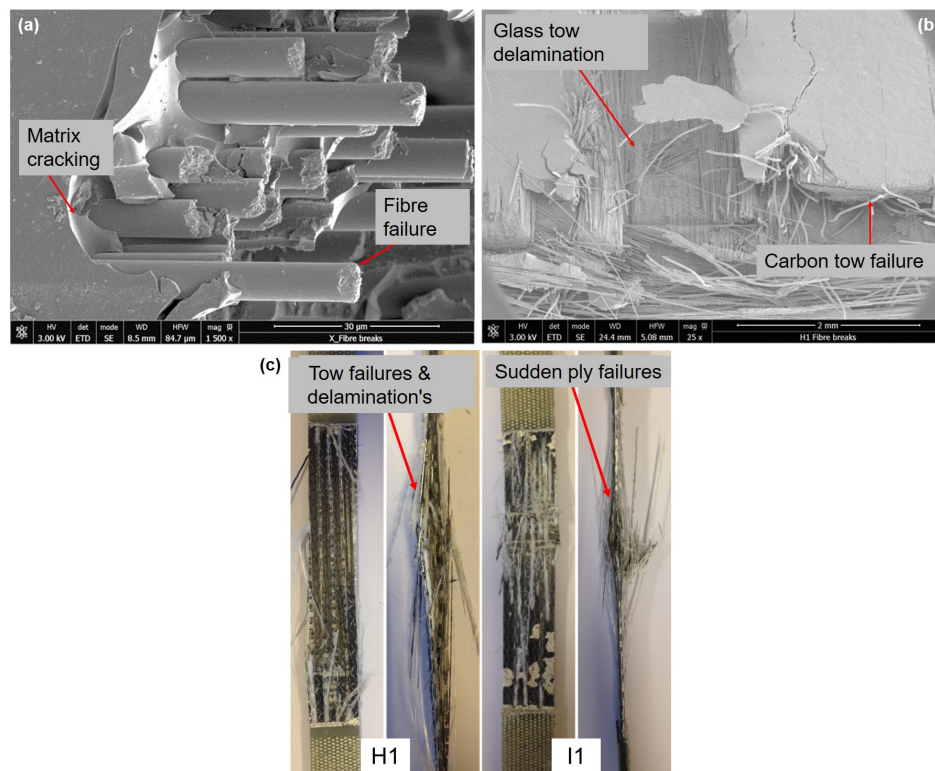 (a)
Matrix
cracking
Fibre
failure
HV det mode WD HFW mag 30 µm
3.00 kV ETD SE 8.5 mm 84.7 µm 1 500 x X_Fibre breaks
(b)
Glass tow
delamination
Carbon tow failure
HV det mode WD HFW mag 2 mm
3.00 kV ETD SE 24.4 mm 5.08 mm 25 x H1 Fibre breaks
(c)
Tow failures &
delamination's
Sudden ply failures
H1
I1